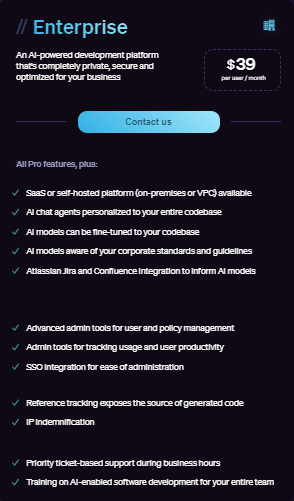 // Enterprise
An AI-powered development platform
that's completely private, secure and
optimized for your business
$39
per user / month
Contact us
All Pro features, plus:
SaaS or self-hosted platform (on-premises or VPC) available
AI chat agents personalized to your entire codebase
AI models can be fine-tuned to your codebase
AI models aware of your corporate standards and guidelines
Atlassian Jira and Confluence integration to inform AI models
Advanced admin tools for user and policy management
Admin tools for tracking usage and user productivity
SSO integration for ease of administration
Reference tracking exposes the source of generated code
IP indemnification
Priority ticket-based support during business hours
Training on AI-enabled software development for your entire team